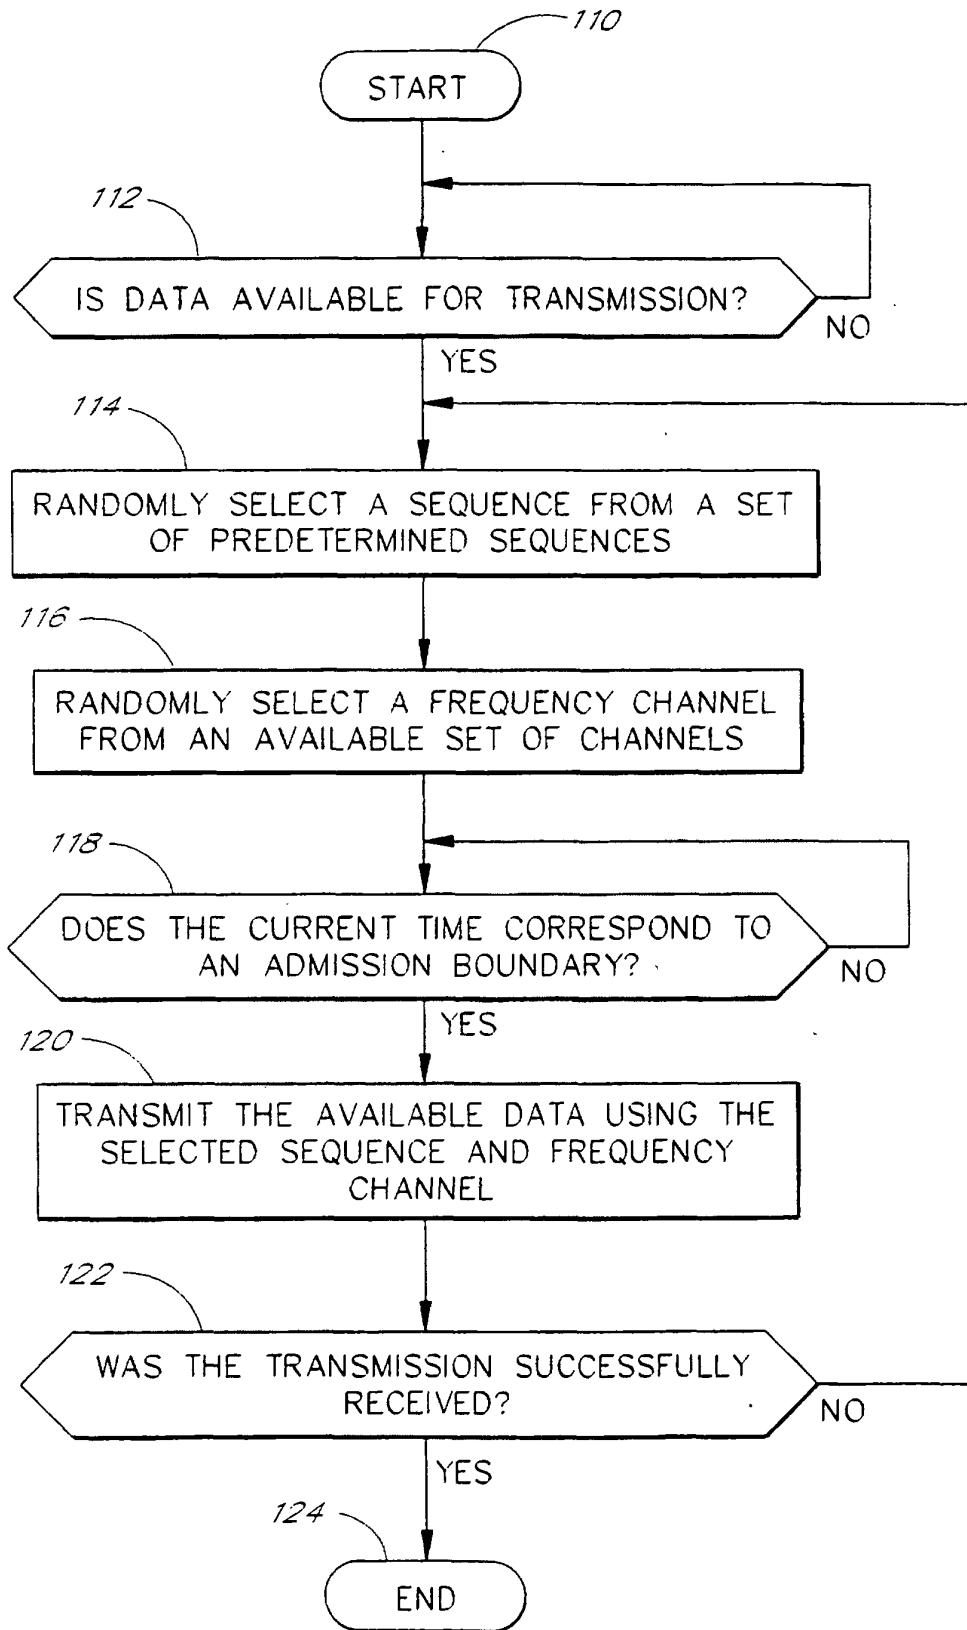 110
START
112
IS DATA AVAILABLE FOR TRANSMISSION?
NO
YES
114
RANDOMLY SELECT A SEQUENCE FROM A SET
OF PREDETERMINED SEQUENCES
116
RANDOMLY SELECT A FREQUENCY CHANNEL
FROM AN AVAILABLE SET OF CHANNELS
118
DOES THE CURRENT TIME CORRESPOND TO
AN ADMISSION BOUNDARY?
NO
YES
120
TRANSMIT THE AVAILABLE DATA USING THE
SELECTED SEQUENCE AND FREQUENCY
CHANNEL
122
WAS THE TRANSMISSION SUCCESSFULLY
RECEIVED?
NO
YES
124
END